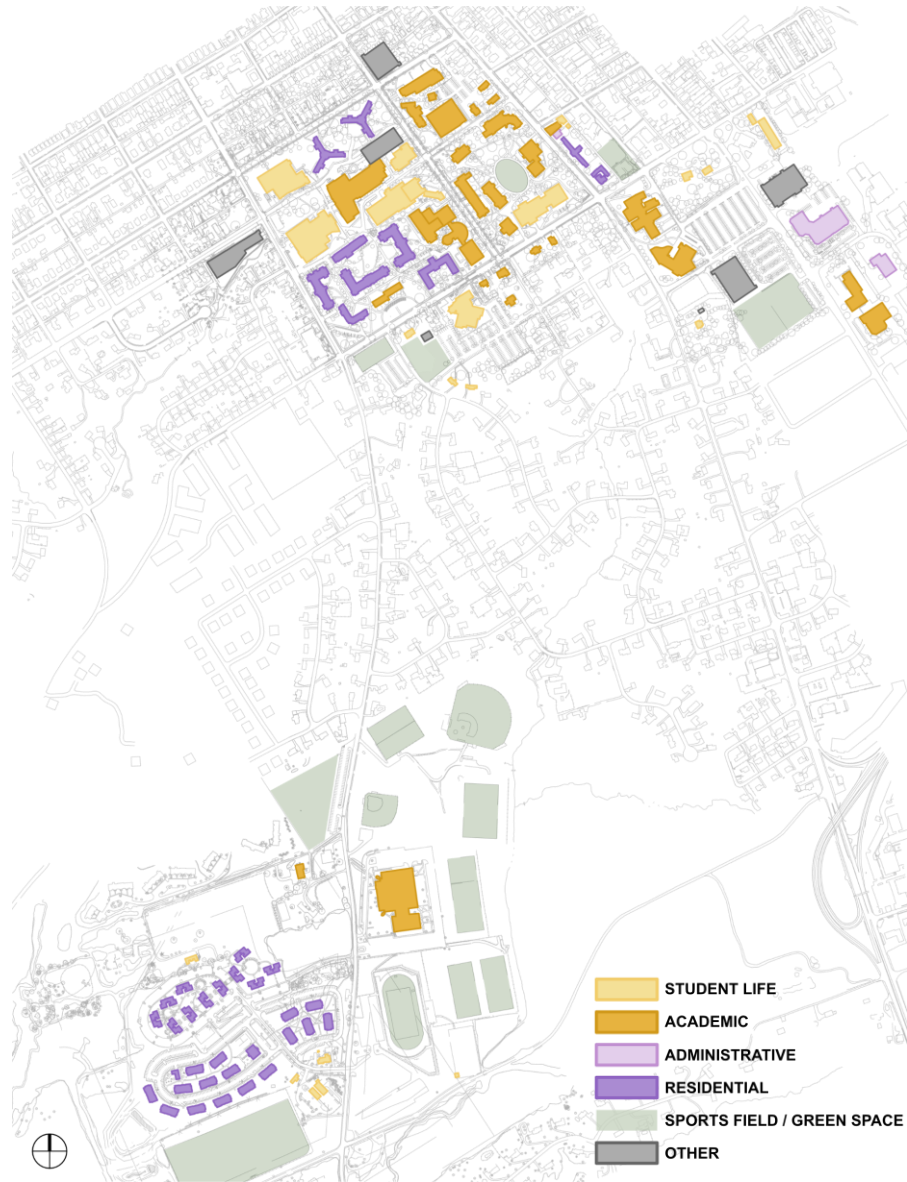 STUDENT LIFE
ACADEMIC
ADMINISTRATIVE
RESIDENTIAL
SPORTS FIELD / GREEN SPACE
OTHER